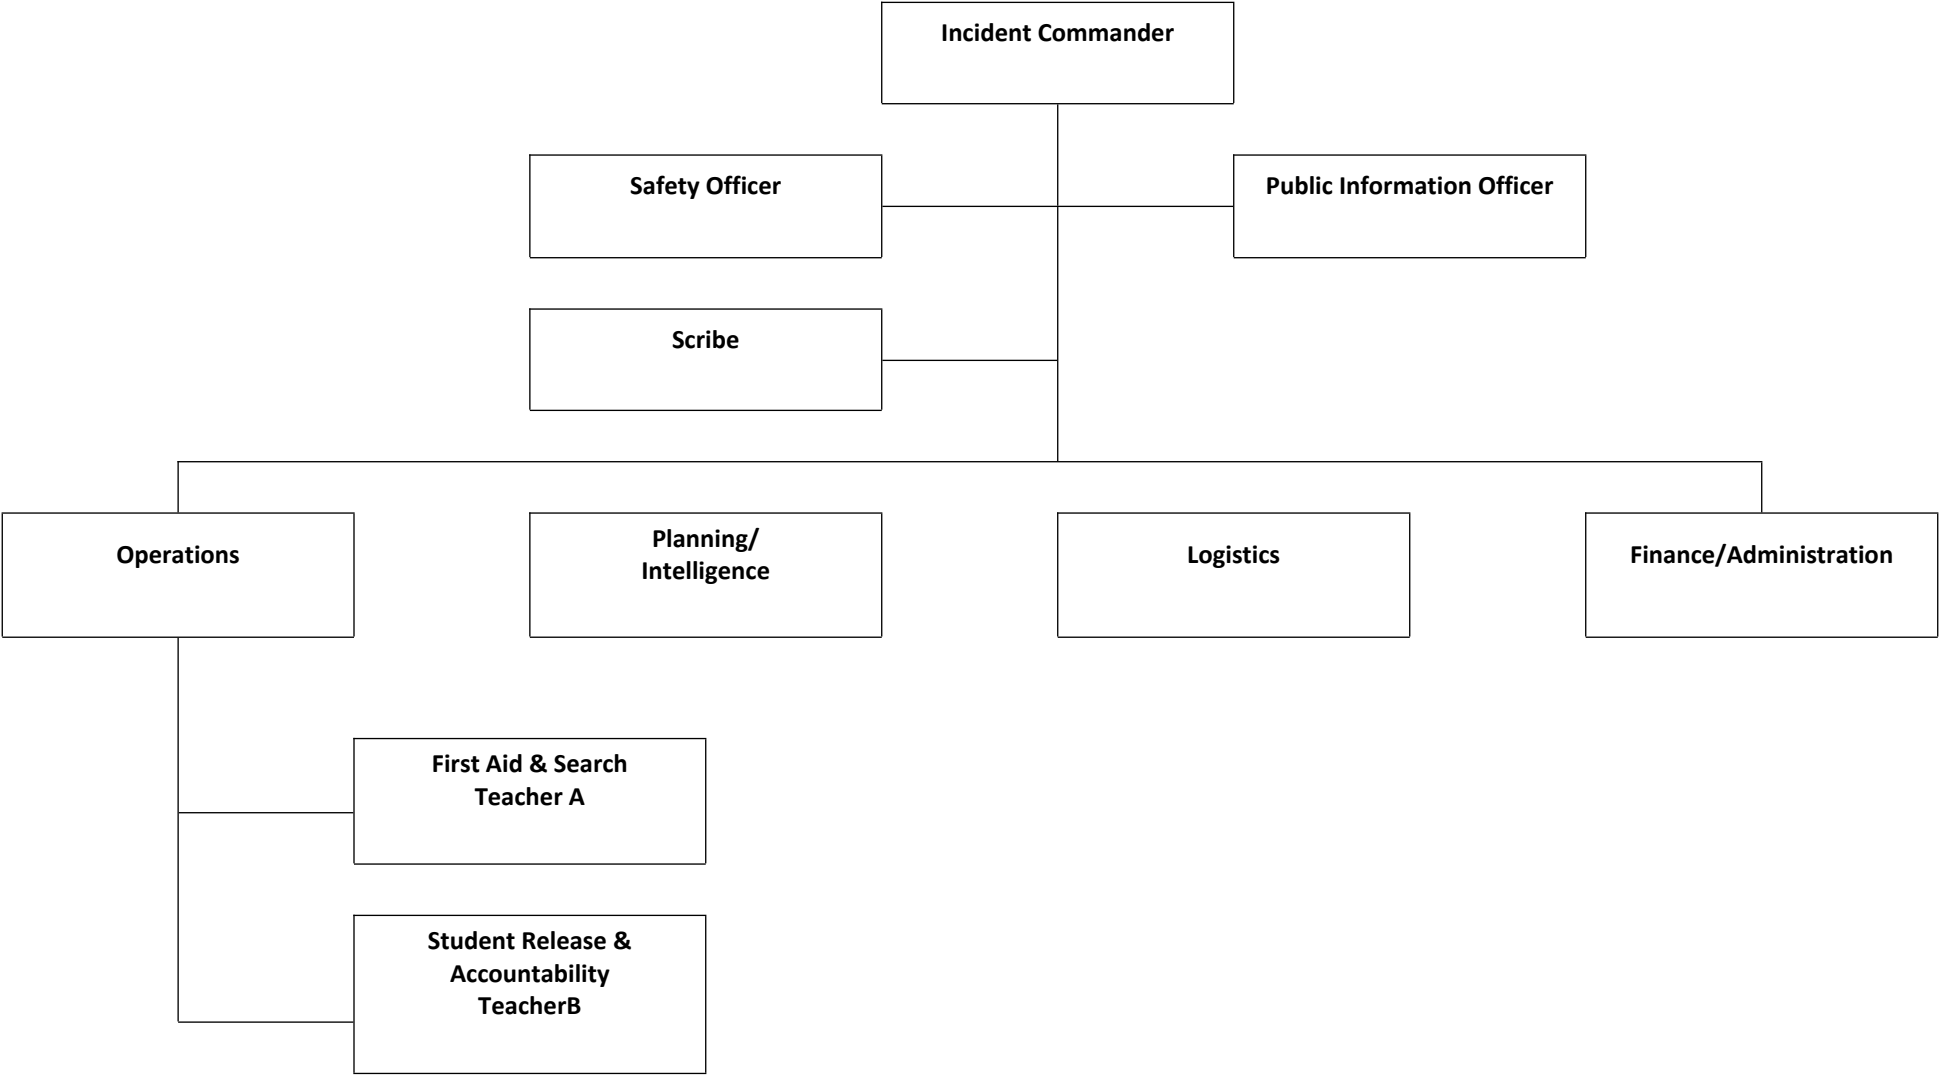 Incident Commander
Safety Officer
Public Information Officer
Scribe
Operations
Planning/
Intelligence
Logistics
Finance/Administration
First Aid & Search
Teacher A
Student Release &
Accountability
TeacherB